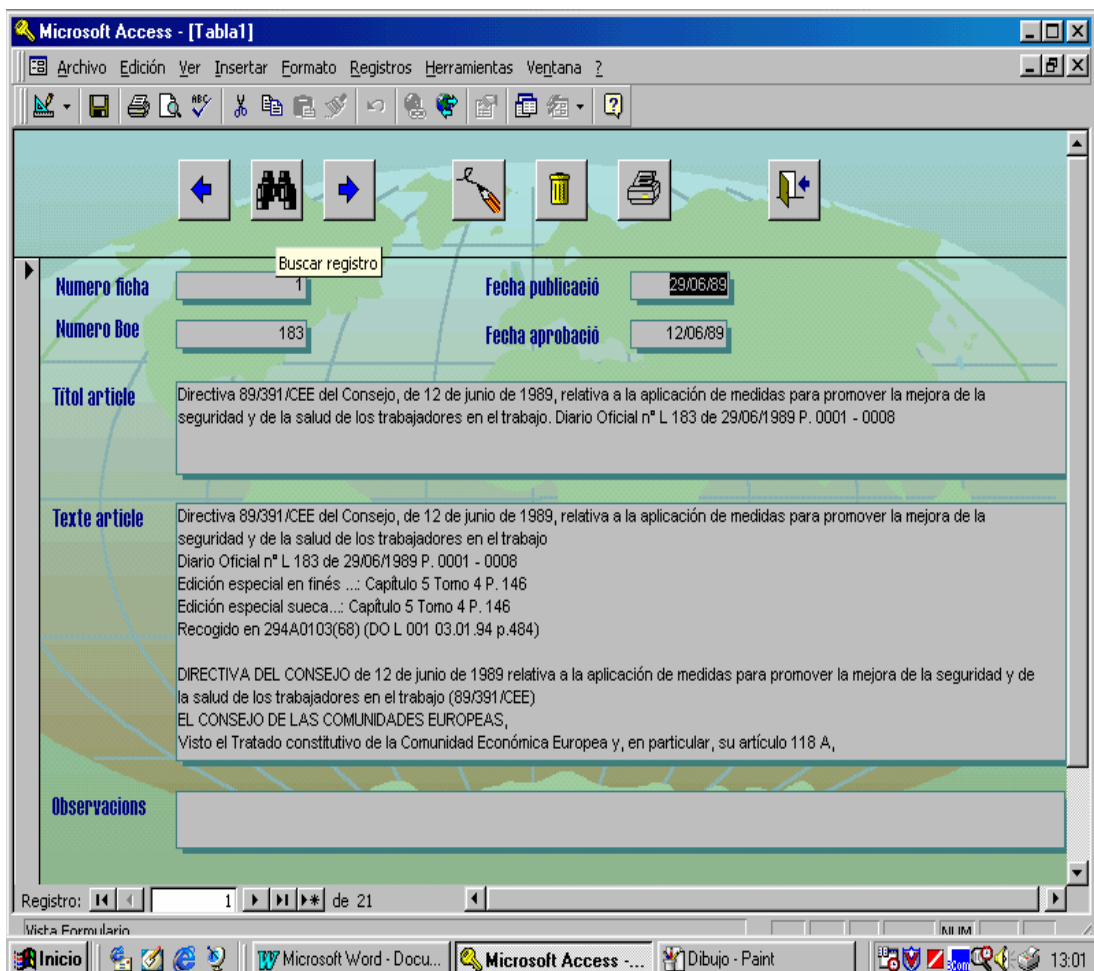 Microsoft Access - [Tabla1]
Archivo Edición Ver Insertar Formato Registros Herramientas Ventana ?
ABC
Buscar registro
Numero ficha 1 Fecha publicació 29/06/89
Numero Boe 183 Fecha aprobació 12/06/89
Títol article
Directiva 89/391/CEE del Consejo, de 12 de junio de 1989, relativa a la aplicación de medidas para promover la mejora de la
seguridad y de la salud de los trabajadores en el trabajo. Diario Oficial n° L 183 de 29/06/1989 P. 0001 - 0008
Texte article
Directiva 89/391/CEE del Consejo, de 12 de junio de 1989, relativa a la aplicación de medidas para promover la mejora de la
seguridad y de la salud de los trabajadores en el trabajo
Diario Oficial n° L 183 de 29/06/1989 P. 0001 - 0008
Edición especial en finés ...: Capítulo 5 Tomo 4 P. 146
Edición especial sueca...: Capítulo 5 Tomo 4 P. 146
Recogido en 294A0103(68) (DO L 001 03.01.94 p.484)
DIRECTIVA DEL CONSEJO de 12 de junio de 1989 relativa a la aplicación de medidas para promover la mejora de la seguridad y de
la salud de los trabajadores en el trabajo (89/391/CEE)
EL CONSEJO DE LAS COMUNIDADES EUROPEAS,
Visto el Tratado constitutivo de la Comunidad Económica Europea y, en particular, su artículo 118 A,
Observacions
Registro: 1 de 21
Vista Formulario NUM
Inicio Microsoft Word - Docu... Microsoft Access -... Dibujo - Paint 3Com 13:01